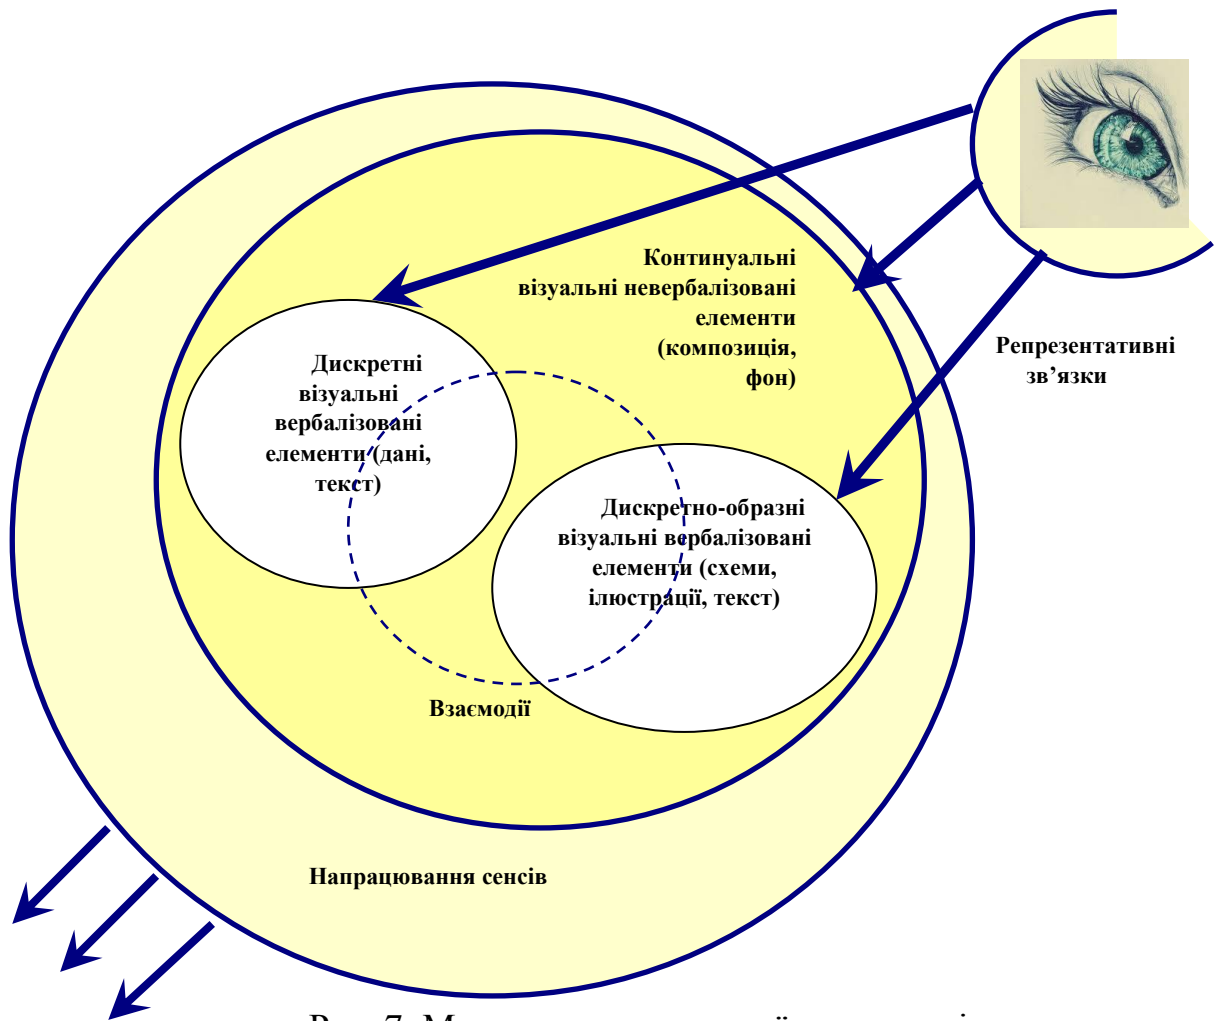 Континуальні
візуальні невербалізовані
елементи
(композиція,
фон)
Репрезентативні
зв’язки
Дискретні
візуальні
вербалізовані
елементи (дані,
текст)
Дискретно-образні
візуальні вербалізовані
елементи (схеми,
ілюстрації, текст)
Взаємодії
Напрацювання сенсів